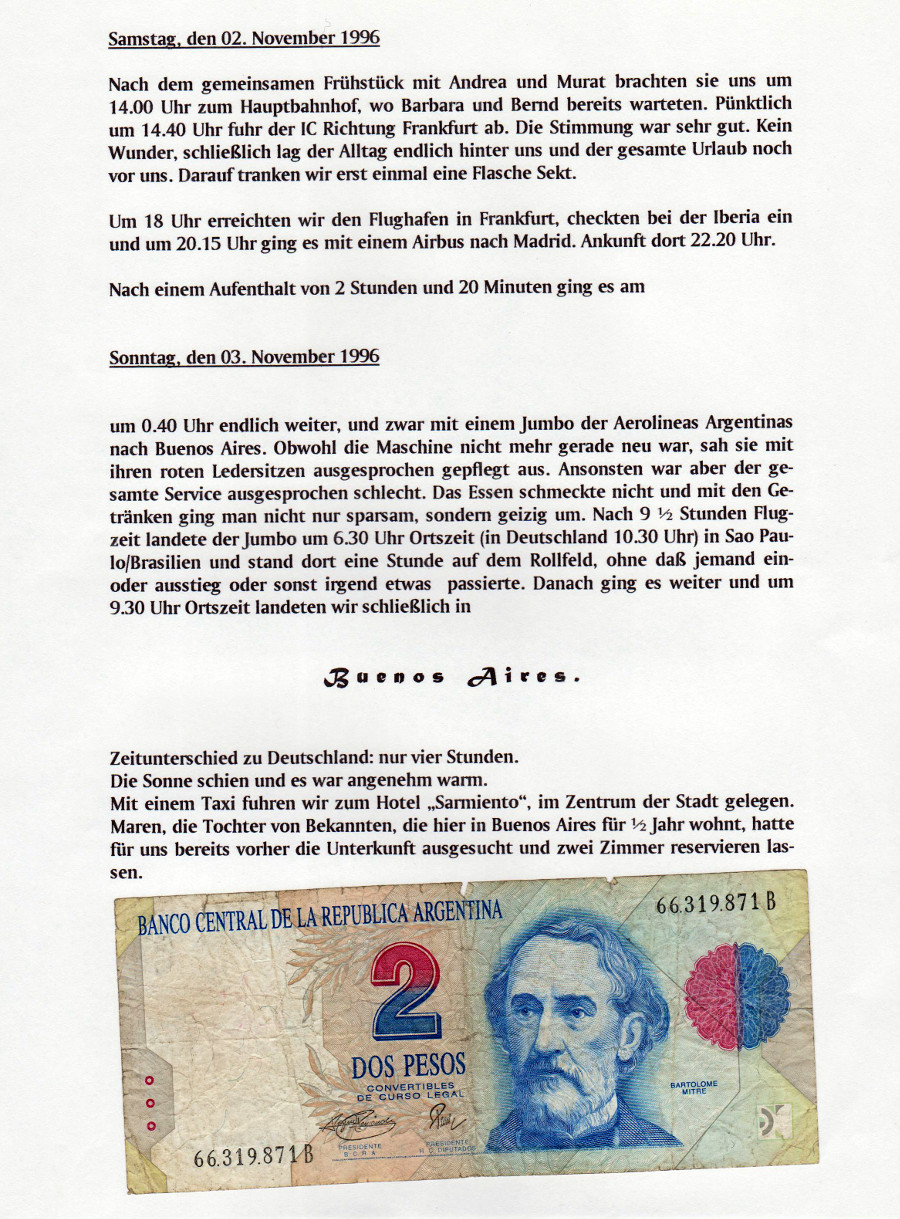 Samstag, den 02. November 1996
Nach dem gemeinsamen Frühstück mit Andrea und Murat brachten sie uns um
14.00 Uhr zum Hauptbahnhof, wo Barbara und Bernd bereits warteten. Pünktlich
um 14.40 Uhr fuhr der IC Richtung Frankfurt ab. Die Stimmung war sehr gut. Kein
Wunder, schließlich lag der Alltag endlich hinter uns und der gesamte Urlaub noch
vor uns. Darauf tranken wir erst einmal eine Flasche Sekt.
Um 18 Uhr erreichten wir den Flughafen in Frankfurt, checkten bei der Iberia ein
und um 20.15 Uhr ging es mit einem Airbus nach Madrid. Ankunft dort 22.20 Uhr.
Nach einem Aufenthalt von 2 Stunden und 20 Minuten ging es am
Sonntag, den 03. November 1996
um 0.40 Uhr endlich weiter, und zwar mit einem Jumbo der Aerolineas Argentinas
nach Buenos Aires. Obwohl die Maschine nicht mehr gerade neu war, sah sie mit
ihren roten Ledersitzen ausgesprochen gepflegt aus. Ansonsten war aber der ge-
samte Service ausgesprochen schlecht. Das Essen schmeckte nicht und mit den Ge-
tränken ging man nicht nur sparsam, sondern geizig um. Nach 9 ½ Stunden Flug-
zeit landete der Jumbo um 6.30 Uhr Ortszeit (in Deutschland 10.30 Uhr) in Sao Pau-
lo/Brasilien und stand dort eine Stunde auf dem Rollfeld, ohne daß jemand ein-
oder ausstieg oder sonst irgend etwas passierte. Danach ging es weiter und um
9.30 Uhr Ortszeit landeten wir schließlich in
Buenos Aires.
Zeitunterschied zu Deutschland: nur vier Stunden.
Die Sonne schien und es war angenehm warm.
Mit einem Taxi fuhren wir zum Hotel „Sarmiento“, im Zentrum der Stadt gelegen.
Maren, die Tochter von Bekannten, die hier in Buenos Aires für ½ Jahr wohnt, hatte
für uns bereits vorher die Unterkunft ausgesucht und zwei Zimmer reservieren las-
sen.
BANCO CENTRAL DE LA REPUBLICA ARGENTINA
66.319.871 B
2
DOS PESOS
CONVERTIBLES
DE CURSO LEGAL
BARTOLOME
MITRE
PRESIDENTE
B.C.R.A.
PRESIDENTE
H. C. DIPUTADOS
66.319.871 B